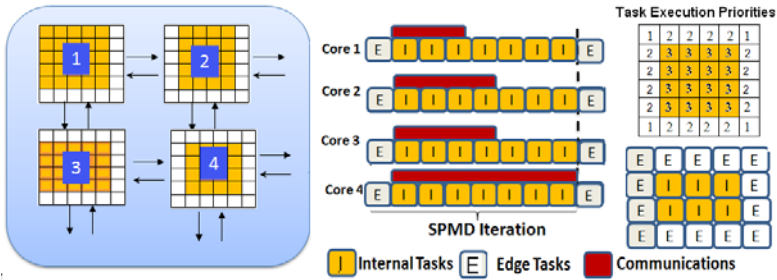 1
2
3
4
Core 1 E I I I I I I I E
Core 2 E I I I I I I I E
Core 3 E I I I I I I I E
Core 4 E I I I I I I I E
SPMD Iteration
Task Execution Priorities
1 2 2 2 2 1
2 3 3 3 3 2
2 3 3 3 3 2
2 3 3 3 3 2
2 3 3 3 3 2
1 2 2 2 2 1
E E E E E
E I I I E
E I I I E
E E E E E
I Internal Tasks E Edge Tasks Communications